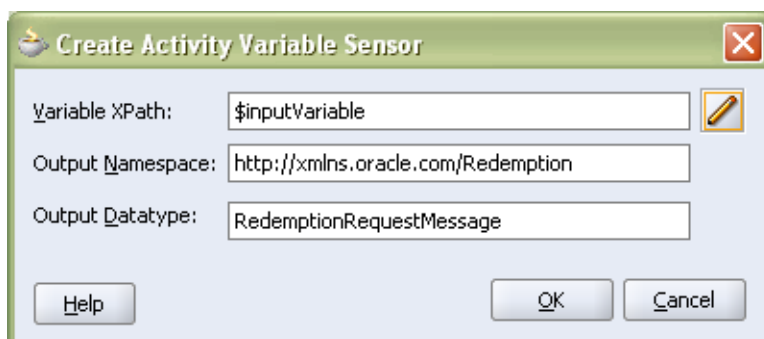 Create Activity Variable Sensor
Variable XPath: $inputVariable
Output Namespace: http://xmlns.oracle.com/Redemption
Output Datatype: RedemptionRequestMessage
Help OK Cancel